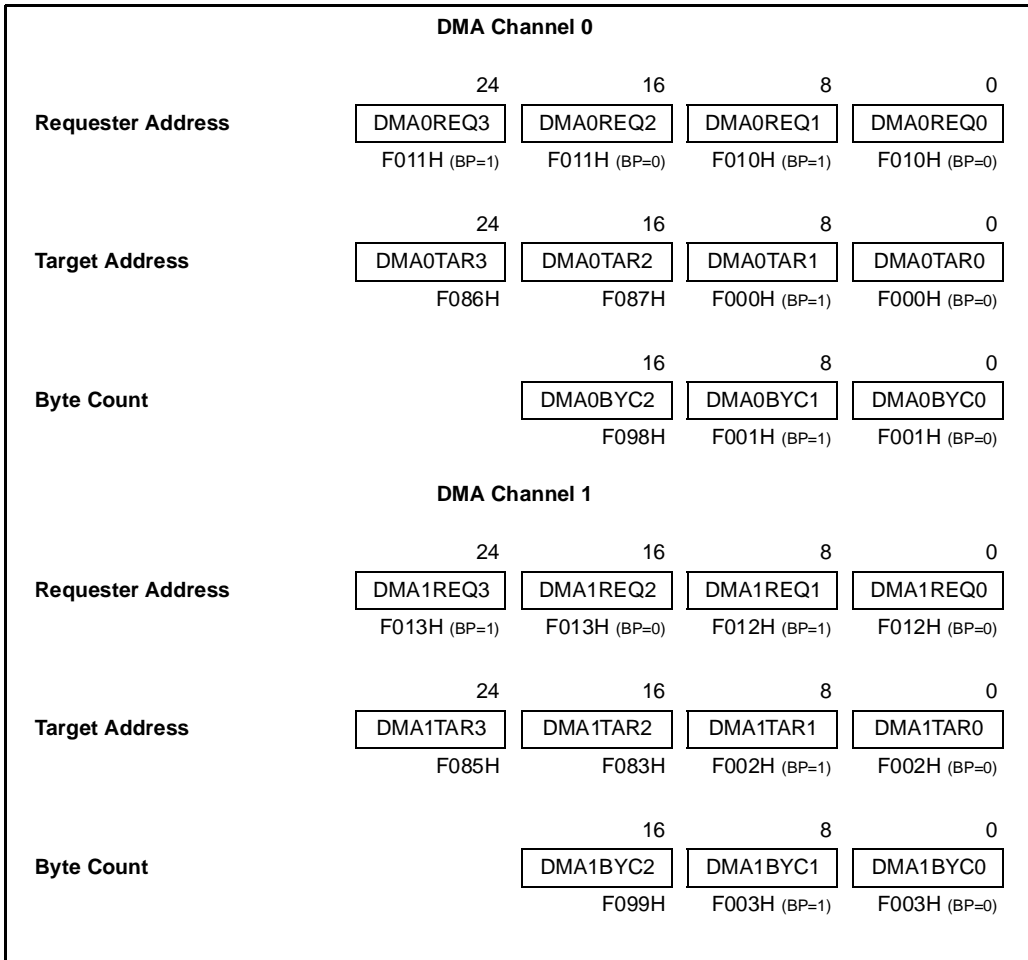 DMA Channel 0
24 16 8 0
Requester Address DMA0REQ3 DMA0REQ2 DMA0REQ1 DMA0REQ0
F011H (BP=1) F011H (BP=0) F010H (BP=1) F010H (BP=0)
24 16 8 0
Target Address DMA0TAR3 DMA0TAR2 DMA0TAR1 DMA0TAR0
F086H F087H F000H (BP=1) F000H (BP=0)
16 8 0
Byte Count DMA0BYC2 DMA0BYC1 DMA0BYC0
F098H F001H (BP=1) F001H (BP=0)
DMA Channel 1
24 16 8 0
Requester Address DMA1REQ3 DMA1REQ2 DMA1REQ1 DMA1REQ0
F013H (BP=1) F013H (BP=0) F012H (BP=1) F012H (BP=0)
24 16 8 0
Target Address DMA1TAR3 DMA1TAR2 DMA1TAR1 DMA1TAR0
F085H F083H F002H (BP=1) F002H (BP=0)
16 8 0
Byte Count DMA1BYC2 DMA1BYC1 DMA1BYC0
F099H F003H (BP=1) F003H (BP=0)